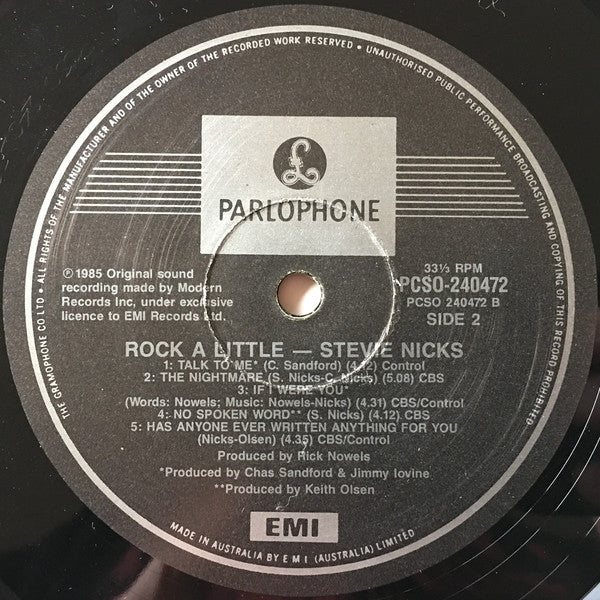 THE GRAMOPHONE CO LTD • ALL RIGHTS OF THE MANUFACTURER AND OF THE OWNER OF THE RECORDED WORK RESERVED • UNAUTHORISED PUBLIC PERFORMANCE BROADCASTING AND COPYING OF THIS RECORD PROHIBITED
£
PARLOPHONE
℗ 1985 Original sound
recording made by Modern
Records Inc, under exclusive
licence to EMI Records Ltd.
33⅓ RPM
PCSO-240472
PCSO 240472 B
SIDE 2
ROCK A LITTLE — STEVIE NICKS
1: TALK TO ME* (C. Sandford) (4.12) Control
2: THE NIGHTMARE (S. Nicks-C. Nicks) (5.08) CBS
3: IF I WERE YOU*
(Words: Nowels; Music: Nowels-Nicks) (4.31) CBS/Control
4: NO SPOKEN WORD** (S. Nicks) (4.12) CBS
5: HAS ANYONE EVER WRITTEN ANYTHING FOR YOU
(Nicks-Olsen) (4.35) CBS/Control
Produced by Rick Nowels
*Produced by Chas Sandford & Jimmy Iovine
**Produced by Keith Olsen
EMI
MADE IN AUSTRALIA BY E M I (AUSTRALIA) LIMITED